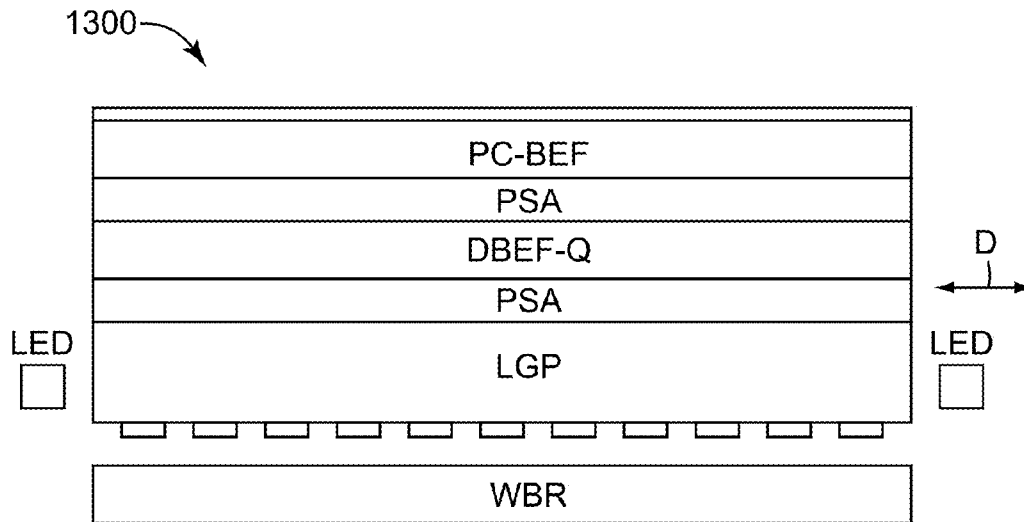 1300
PC-BEF
PSA
DBEF-Q
D
PSA
LED
LED
LGP
WBR